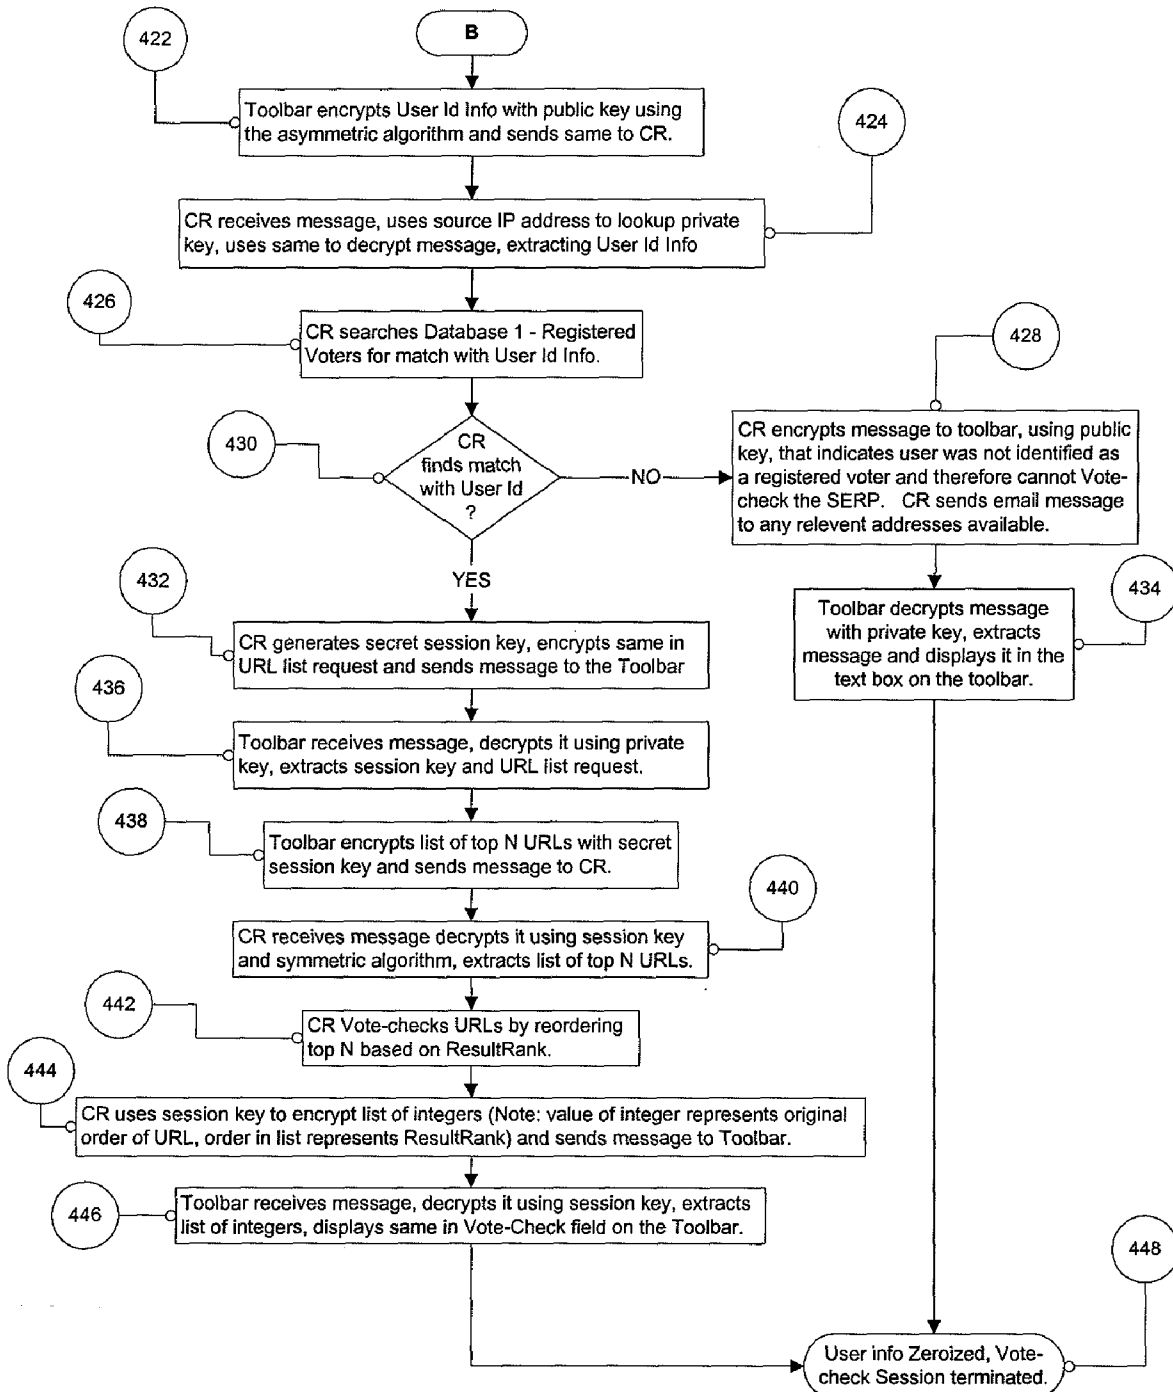 B
422
Toolbar encrypts User Id Info with public key using
the asymmetric algorithm and sends same to CR.
424
CR receives message, uses source IP address to lookup private
key, uses same to decrypt message, extracting User Id Info
426
CR searches Database 1 - Registered
Voters for match with User Id Info.
428
430
CR
finds match
with User Id
?
NO
CR encrypts message to toolbar, using public
key, that indicates user was not identified as
a registered voter and therefore cannot Vote-
check the SERP. CR sends email message
to any relevent addresses available.
YES
432
CR generates secret session key, encrypts same in
URL list request and sends message to the Toolbar
434
Toolbar decrypts message
with private key, extracts
message and displays it in the
text box on the toolbar.
436
Toolbar receives message, decrypts it using private
key, extracts session key and URL list request.
438
Toolbar encrypts list of top N URLs with secret
session key and sends message to CR.
440
CR receives message decrypts it using session key
and symmetric algorithm, extracts list of top N URLs.
442
CR Vote-checks URLs by reordering
top N based on ResultRank.
444
CR uses session key to encrypt list of integers (Note: value of integer represents original
order of URL, order in list represents ResultRank) and sends message to Toolbar.
446
Toolbar receives message, decrypts it using session key, extracts
list of integers, displays same in Vote-Check field on the Toolbar.
448
User info Zeroized, Vote-
check Session terminated.